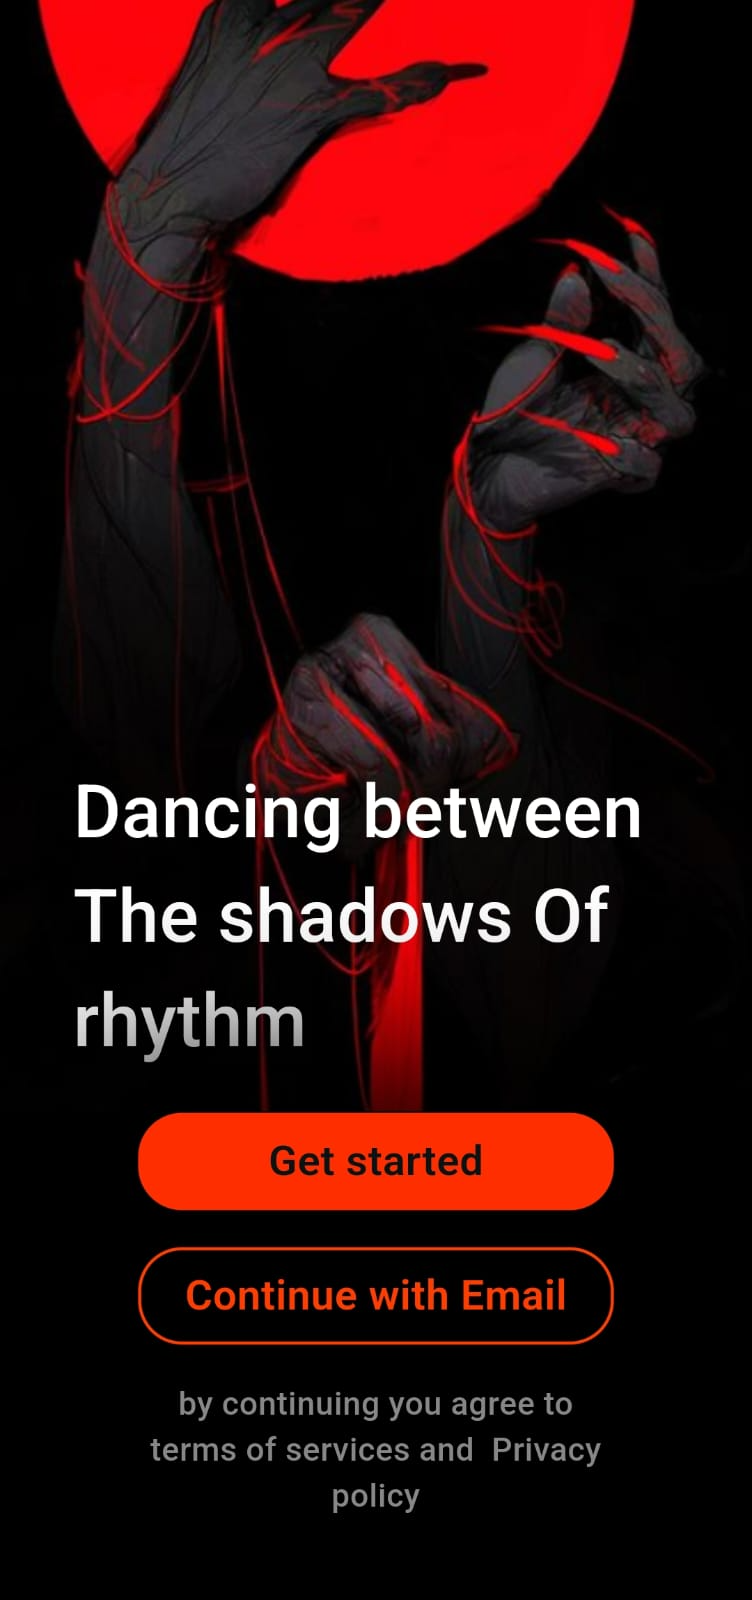 Dancing between
The shadows Of
rhythm
Get started
Continue with Email
by continuing you agree to
terms of services and  Privacy
policy